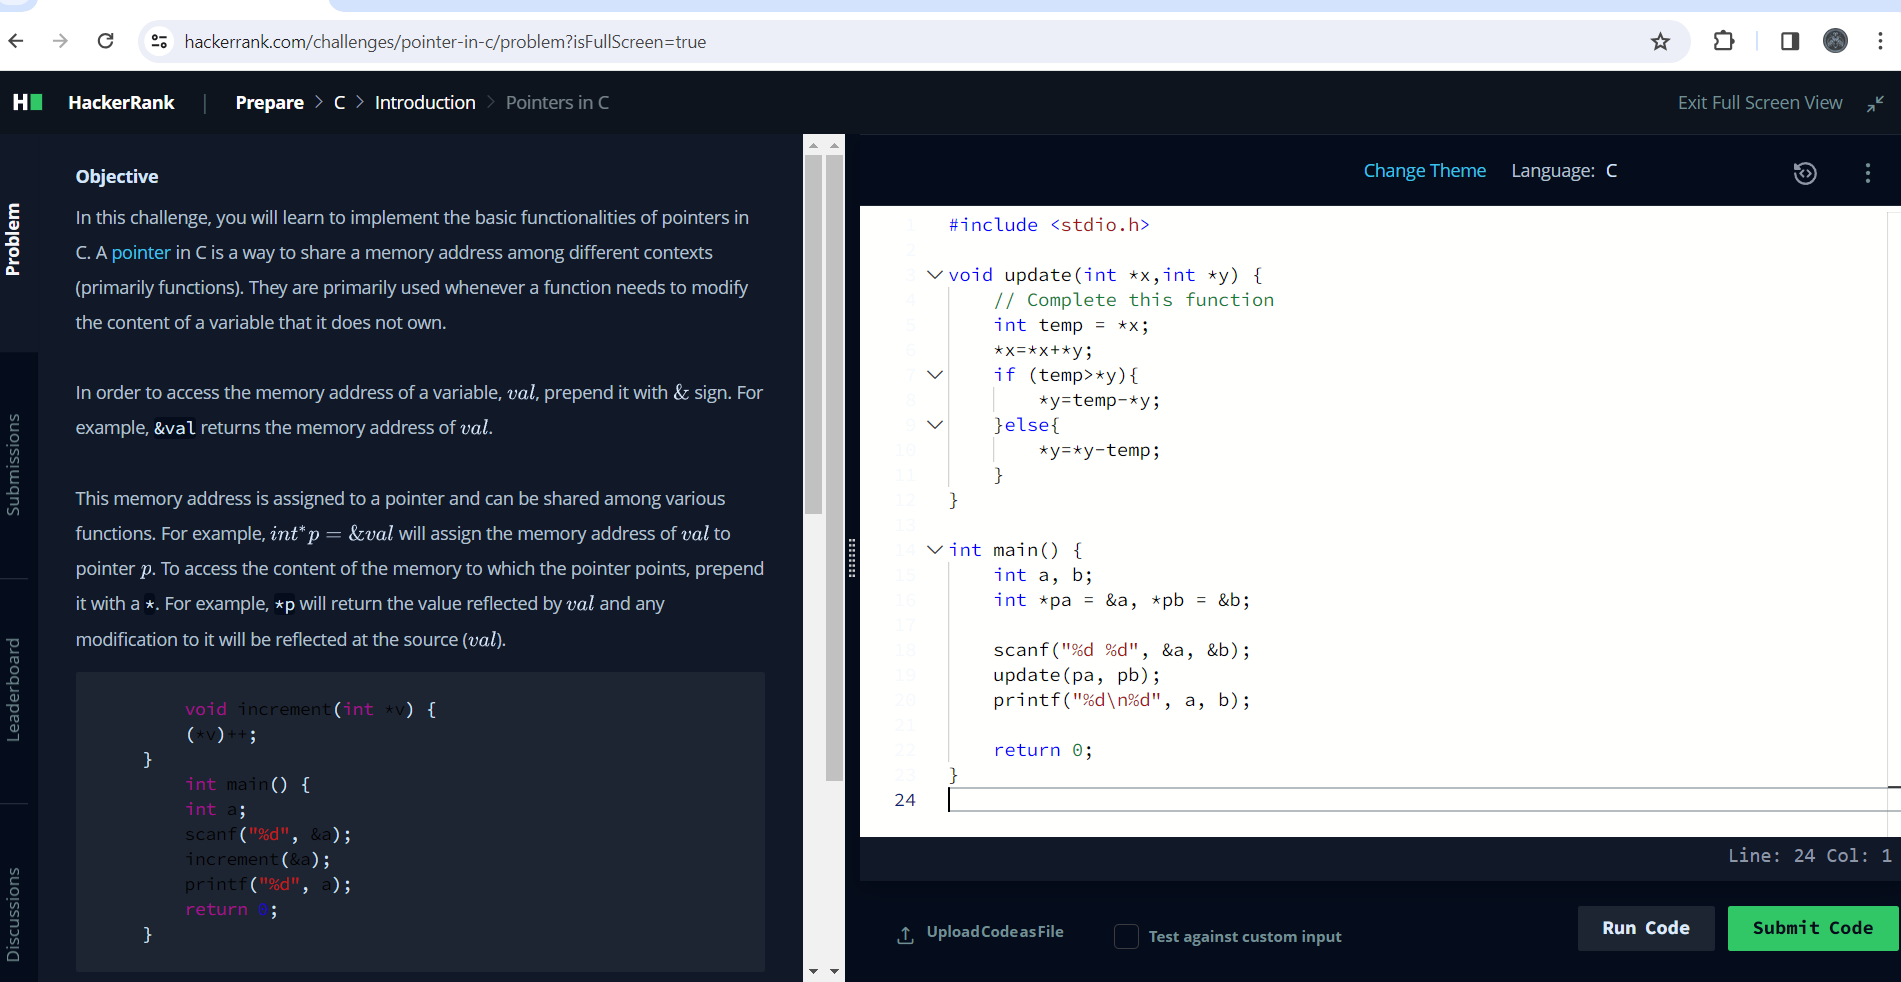 hackerrank.com/challenges/pointer-in-c/problem?isFullScreen=true
H
HackerRank | Prepare > C > Introduction > Pointers in C
Exit Full Screen View
Problem
Submissions
Leaderboard
Discussions
Objective
In this challenge, you will learn to implement the basic functionalities of pointers in
C. A pointer in C is a way to share a memory address among different contexts
(primarily functions). They are primarily used whenever a function needs to modify
the content of a variable that it does not own.
In order to access the memory address of a variable, val, prepend it with & sign. For
example, &val returns the memory address of val.
This memory address is assigned to a pointer and can be shared among various
functions. For example, int* p = &val will assign the memory address of val to
pointer p. To access the content of the memory to which the pointer points, prepend
it with a *. For example, *p will return the value reflected by val and any
modification to it will be reflected at the source (val).
void increment(int *v) {
(*v)++;
}
int main() {
int a;
scanf("%d", &a);
increment(&a);
printf("%d", a);
return 0;
}
Change Theme Language: C
1 #include <stdio.h>
2
3 void update(int *x,int *y) {
4 // Complete this function
5 int temp = *x;
6 *x=*x+*y;
7 if (temp>*y){
8 *y=temp-*y;
9 }else{
10 *y=*y-temp;
11 }
12 }
13
14 int main() {
15 int a, b;
16 int *pa = &a, *pb = &b;
17
18 scanf("%d %d", &a, &b);
19 update(pa, pb);
20 printf("%d\n%d", a, b);
21
22 return 0;
23 }
24
Line: 24 Col: 1
Upload Code as File
Test against custom input
Run Code
Submit Code